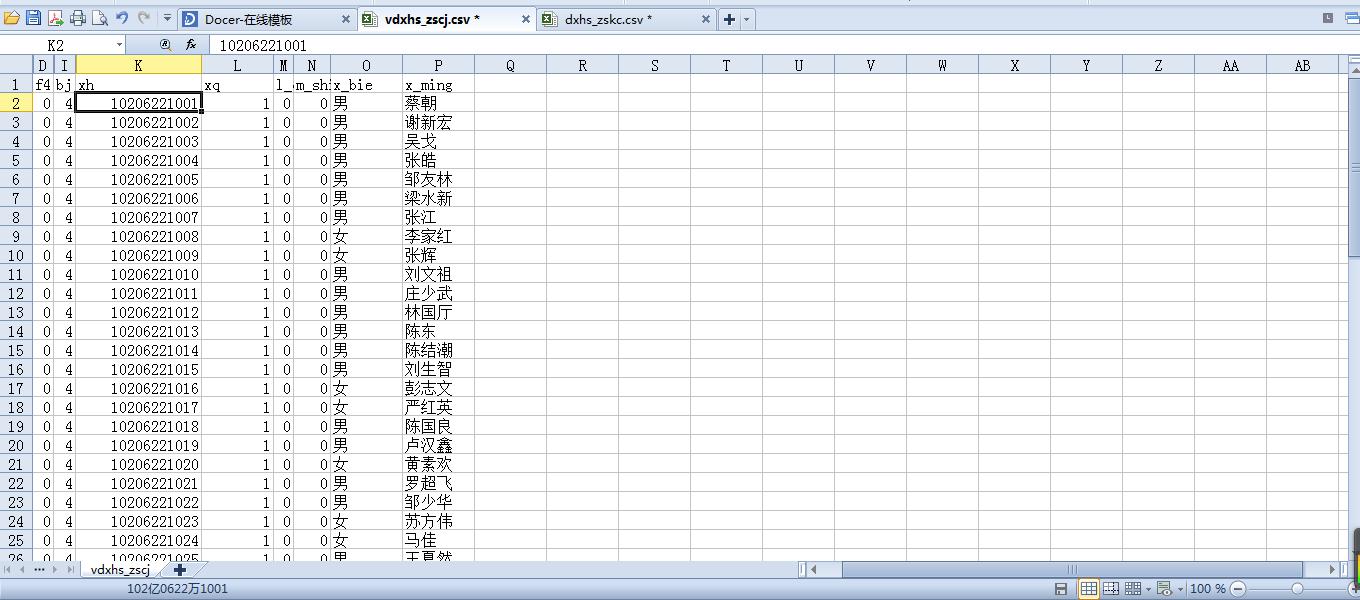 Docer-在线模板 vdxhs_zscj.csv * dxhs_zskc.csv *
K2 fx 10206221001
D I K L M N O P Q R S T U V W X Y Z AA AB
1 f4 bj xh xq l_ m_shi x_bie x_ming
2 0 4 10206221001 1 0 0 男 蔡朝
3 0 4 10206221002 1 0 0 男 谢新宏
4 0 4 10206221003 1 0 0 男 吴戈
5 0 4 10206221004 1 0 0 男 张皓
6 0 4 10206221005 1 0 0 男 邹友林
7 0 4 10206221006 1 0 0 男 梁水新
8 0 4 10206221007 1 0 0 男 张江
9 0 4 10206221008 1 0 0 女 李家红
10 0 4 10206221009 1 0 0 女 张辉
11 0 4 10206221010 1 0 0 男 刘文祖
12 0 4 10206221011 1 0 0 男 庄少武
13 0 4 10206221012 1 0 0 男 林国厅
14 0 4 10206221013 1 0 0 男 陈东
15 0 4 10206221014 1 0 0 男 陈结潮
16 0 4 10206221015 1 0 0 男 刘生智
17 0 4 10206221016 1 0 0 女 彭志文
18 0 4 10206221017 1 0 0 女 严红英
19 0 4 10206221018 1 0 0 男 陈国良
20 0 4 10206221019 1 0 0 男 卢汉鑫
21 0 4 10206221020 1 0 0 女 黄素欢
22 0 4 10206221021 1 0 0 男 罗超飞
23 0 4 10206221022 1 0 0 男 邹少华
24 0 4 10206221023 1 0 0 女 苏方伟
25 0 4 10206221024 1 0 0 女 马佳
26 0 4 10206221025 1 0 0 男 王夏然
vdxhs_zscj
102亿0622万1001 100 %